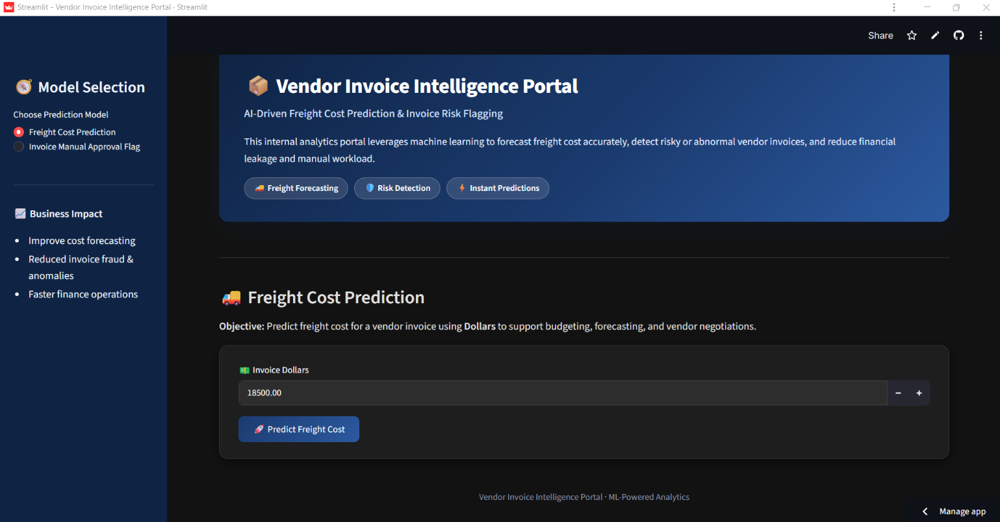 Streamlit - Vendor Invoice Intelligence Portal · Streamlit
Share
Model Selection
Choose Prediction Model
Freight Cost Prediction
Invoice Manual Approval Flag
Business Impact
Improve cost forecasting
Reduced invoice fraud &
anomalies
Faster finance operations
Vendor Invoice Intelligence Portal
AI-Driven Freight Cost Prediction & Invoice Risk Flagging
This internal analytics portal leverages machine learning to forecast freight cost accurately, detect risky or abnormal vendor invoices, and reduce financial
leakage and manual workload.
Freight Forecasting
Risk Detection
Instant Predictions
Freight Cost Prediction
Objective: Predict freight cost for a vendor invoice using Dollars to support budgeting, forecasting, and vendor negotiations.
Invoice Dollars
18500.00
Predict Freight Cost
Vendor Invoice Intelligence Portal · ML-Powered Analytics
Manage app